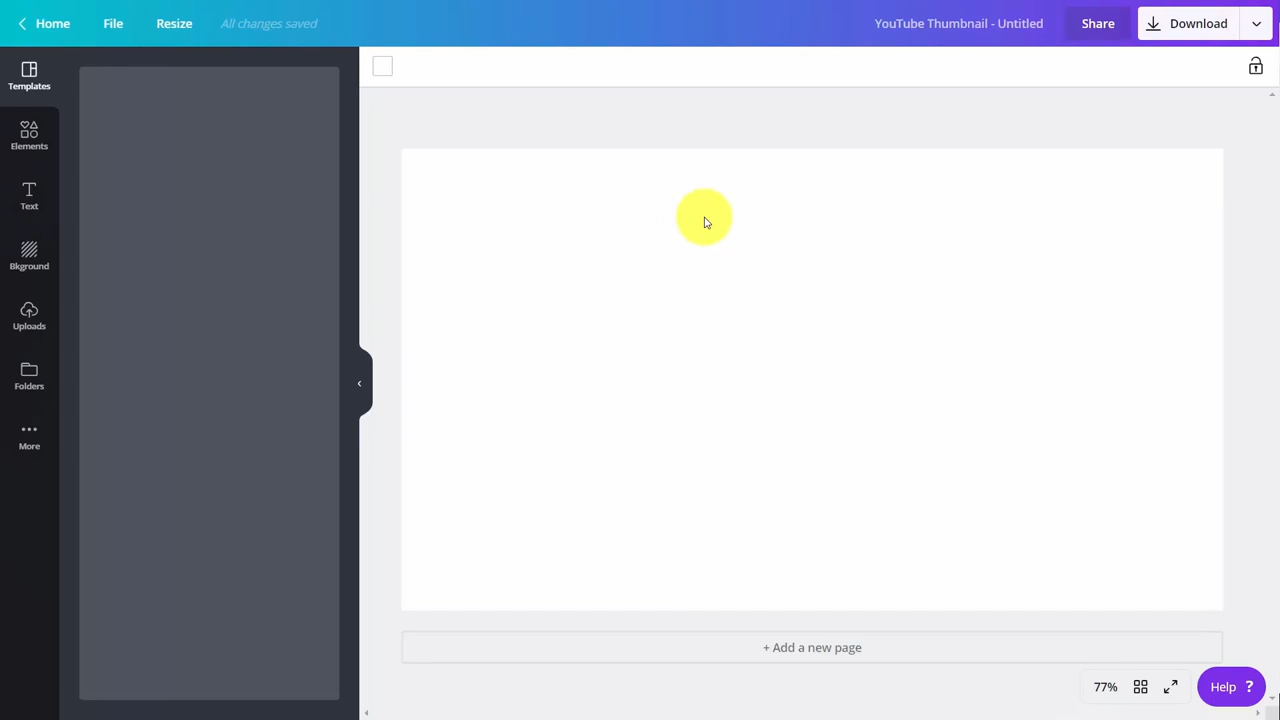 Home File Resize All changes saved YouTube Thumbnail - Untitled Share Download
Templates
Elements
Text
Bkground
Uploads
Folders
More
+ Add a new page
77% Help ?